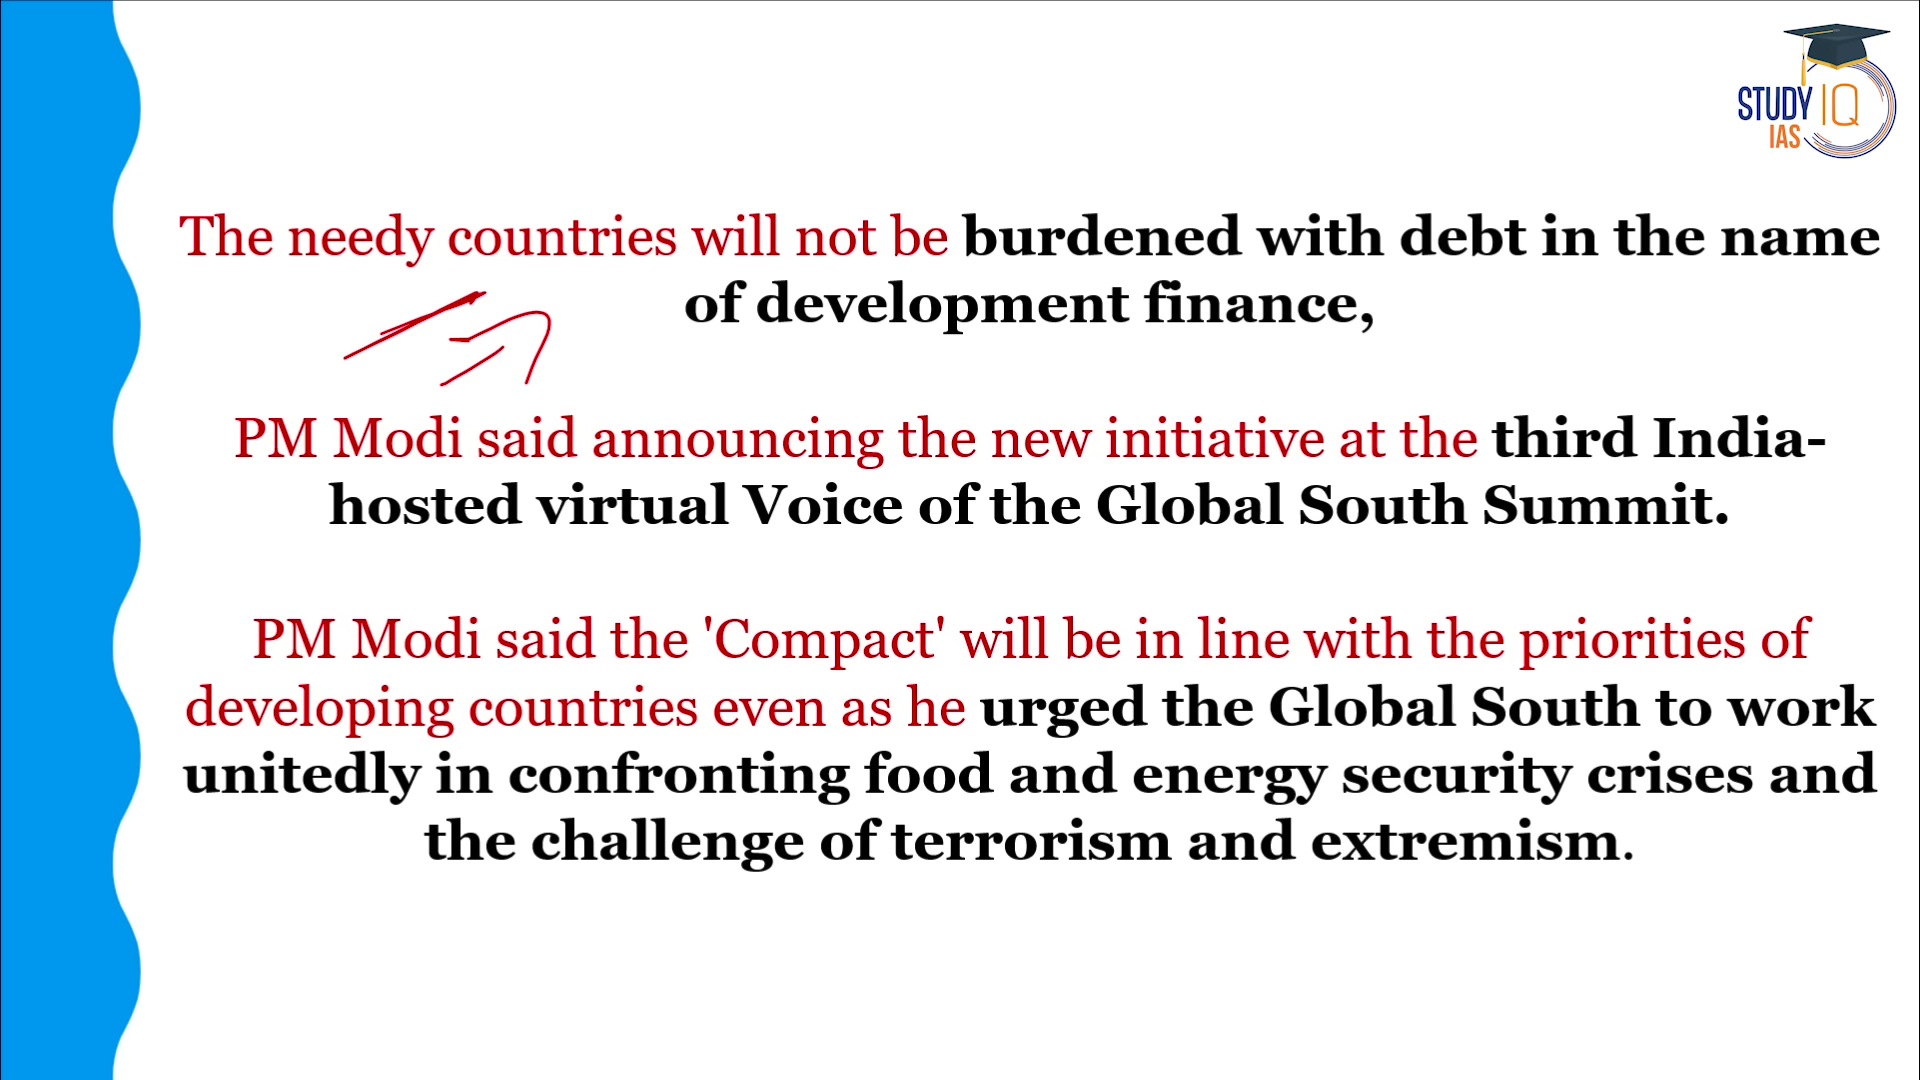 STUDY IQ
IAS
The needy countries will not be burdened with debt in the name
of development finance,
PM Modi said announcing the new initiative at the third India-
hosted virtual Voice of the Global South Summit.
PM Modi said the 'Compact' will be in line with the priorities of
developing countries even as he urged the Global South to work
unitedly in confronting food and energy security crises and
the challenge of terrorism and extremism.